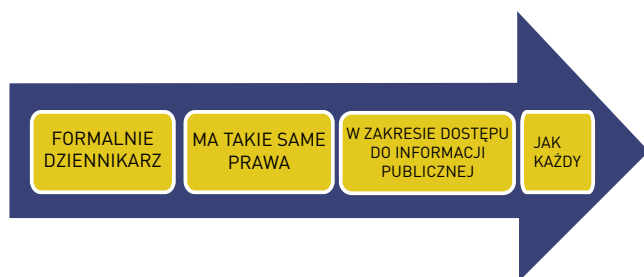 FORMALNIE
DZIENNIKARZ
MA TAKIE SAME
PRAWA
W ZAKRESIE DOSTĘPU
DO INFORMACJI
PUBLICZNEJ
JAK
KAŻDY